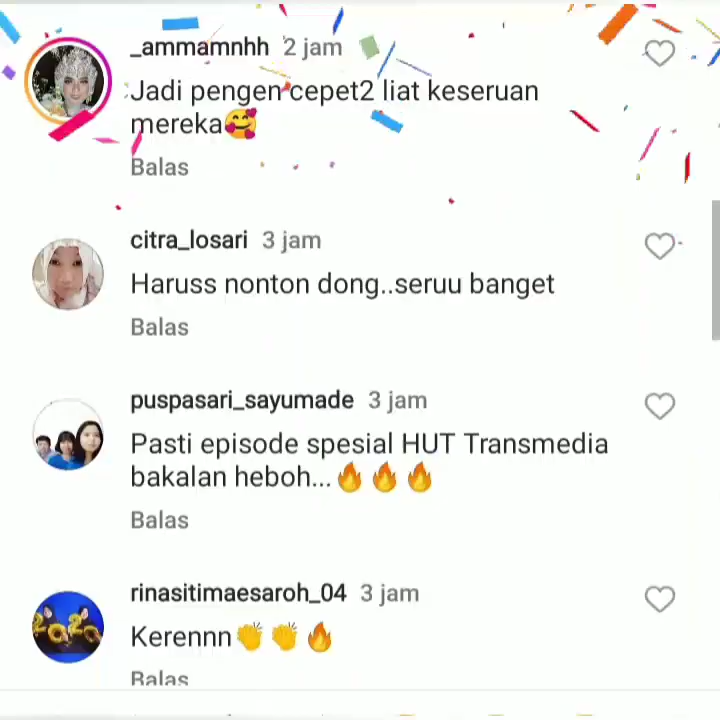 _ammamnhh 2 jam
Jadi pengen cepet2 liat keseruan
mereka🥰
Balas
citra_losari 3 jam
Haruss nonton dong..seruu banget
Balas
puspasari_sayumade 3 jam
Pasti episode spesial HUT Transmedia
bakalan heboh...🔥🔥🔥
Balas
rinasitimaesaroh_04 3 jam
Kerennn👏👏🔥
Balas